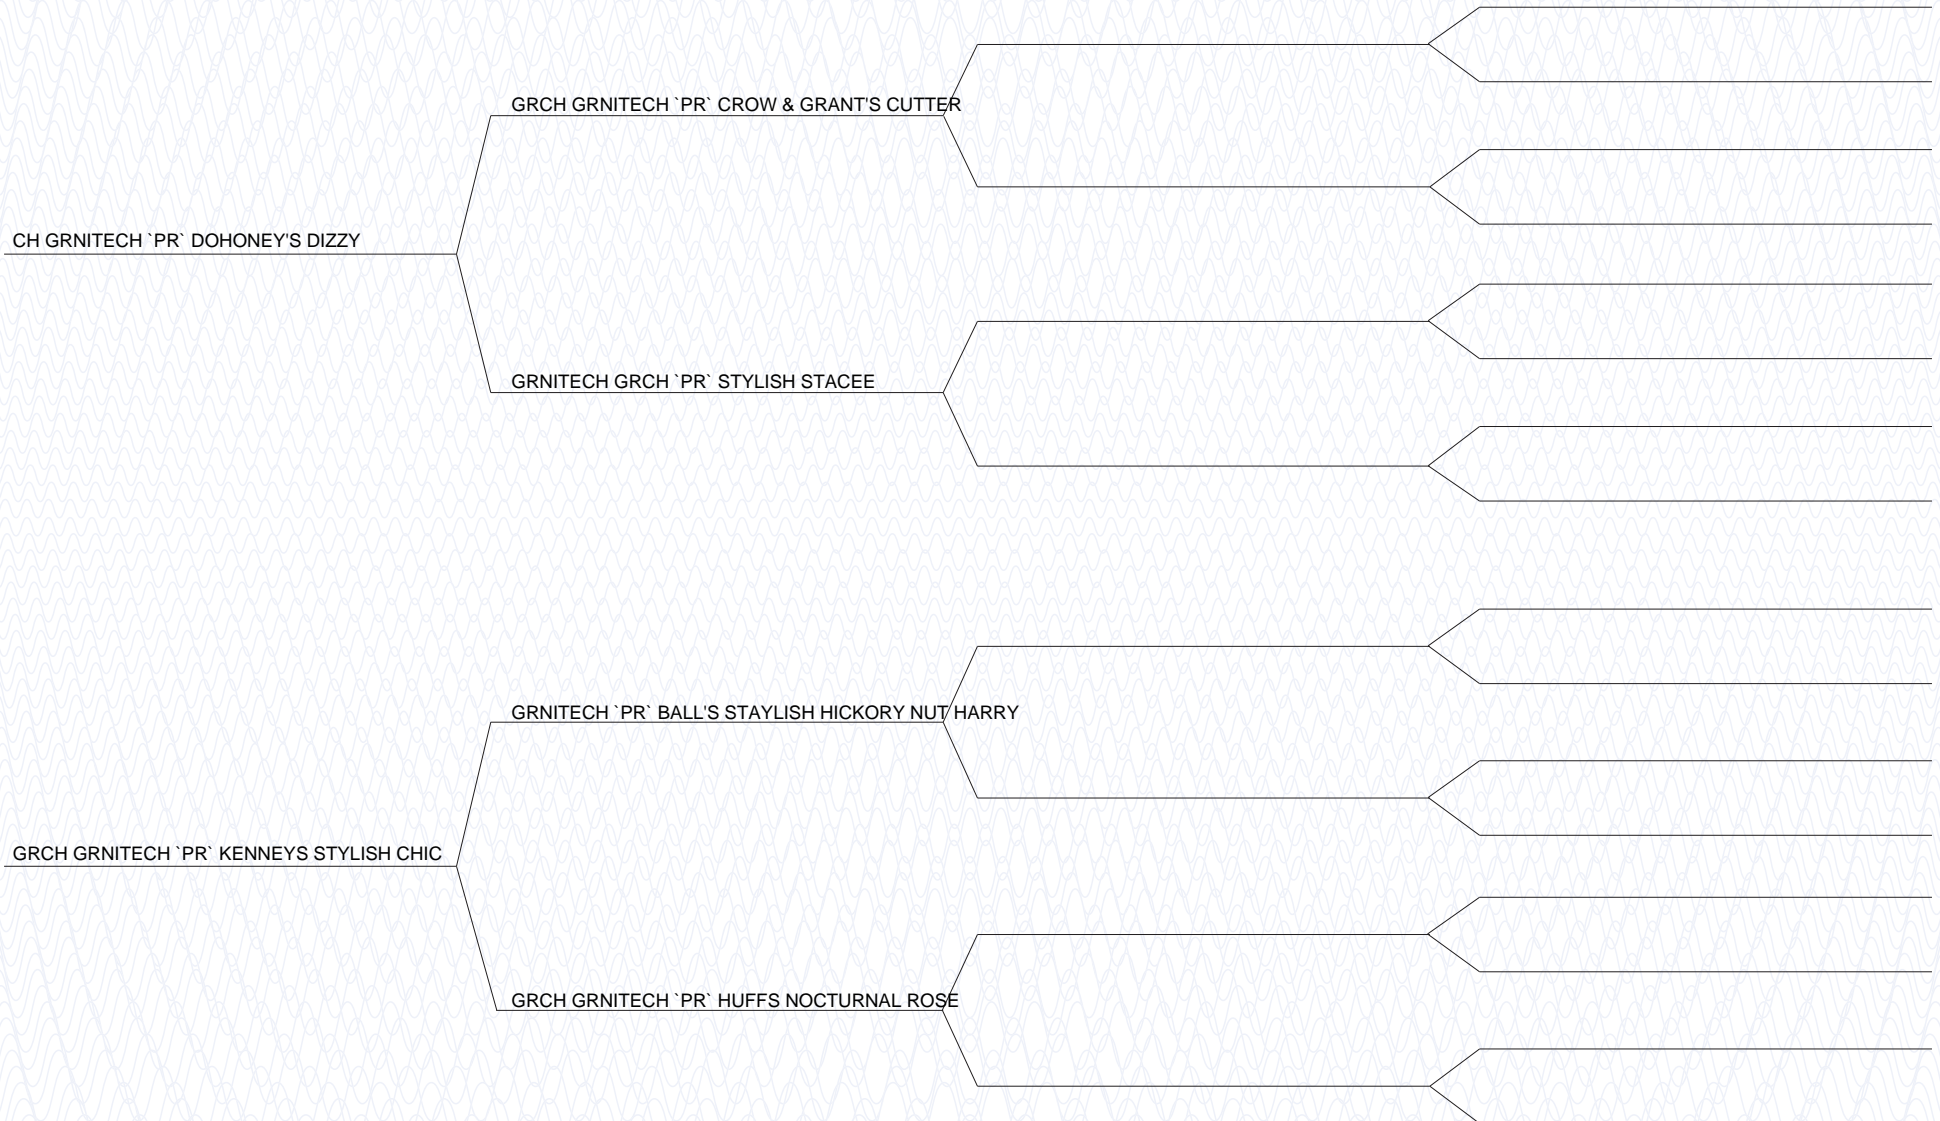 GRCH GRNITECH `PR` CROW & GRANT'S CUTTER
CH GRNITECH `PR` DOHONEY'S DIZZY
GRNITECH GRCH `PR` STYLISH STACEE
GRNITECH `PR` BALL'S STAYLISH HICKORY NUT HARRY
GRCH GRNITECH `PR` KENNEYS STYLISH CHIC
GRCH GRNITECH `PR` HUFFS NOCTURNAL ROSE